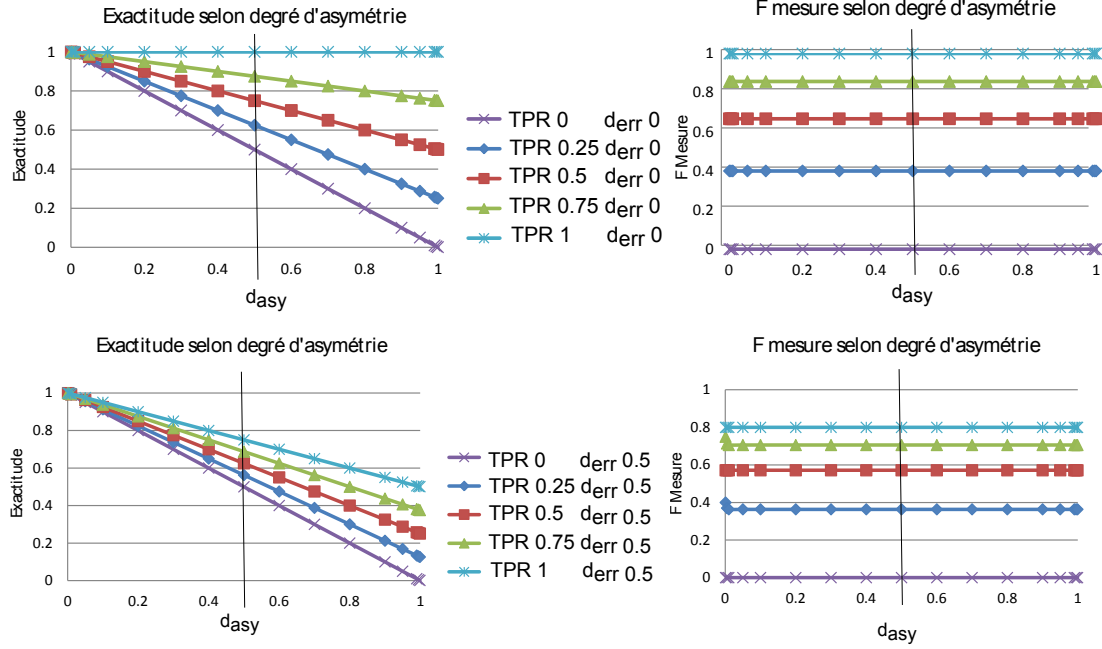 Exactitude selon degré d'asymétrie
1
0.8
0.6
0.4
0.2
0
Exactitude
0 0.2 0.4 0.6 0.8 1
dasy
TPR 0 derr 0
TPR 0.25 derr 0
TPR 0.5 derr 0
TPR 0.75 derr 0
TPR 1 derr 0
F mesure selon degré d'asymétrie
1
0.8
0.6
0.4
0.2
0
F Mesure
0 0.2 0.4 0.6 0.8 1
dasy
Exactitude selon degré d'asymétrie
1
0.8
0.6
0.4
0.2
0
Exactitude
0 0.2 0.4 0.6 0.8 1
dasy
TPR 0 derr 0.5
TPR 0.25 derr 0.5
TPR 0.5 derr 0.5
TPR 0.75 derr 0.5
TPR 1 derr 0.5
F mesure selon degré d'asymétrie
1
0.8
0.6
0.4
0.2
0
F Mesure
0 0.2 0.4 0.6 0.8 1
dasy